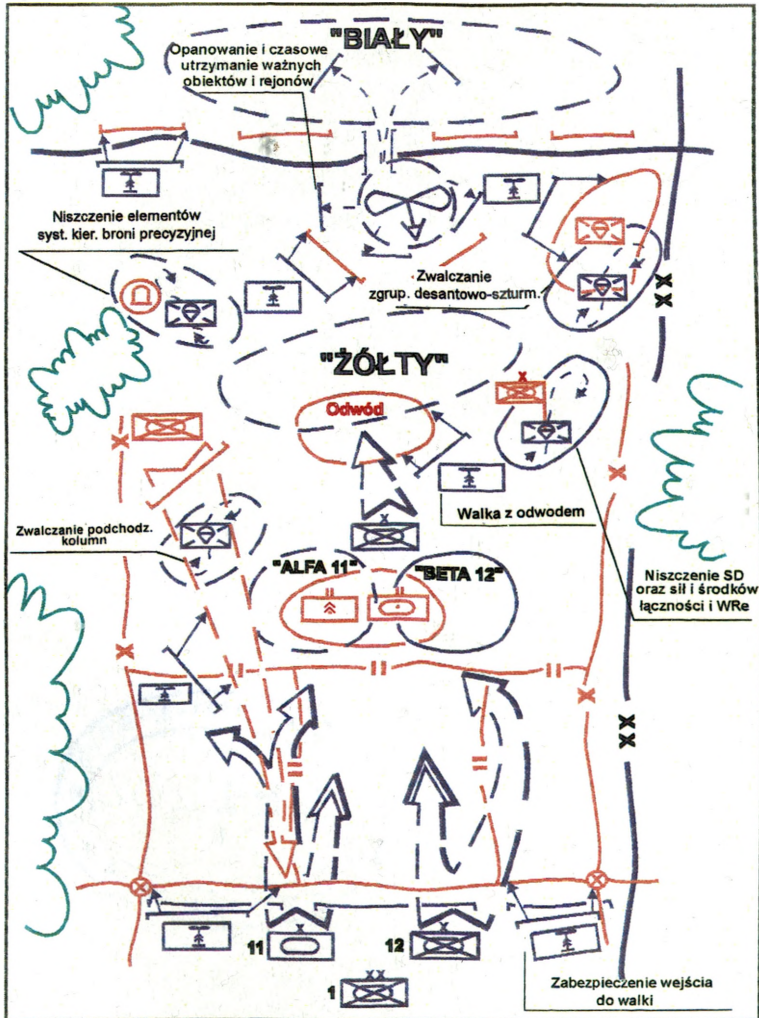 "BIAŁY"
Opanowanie i czasowe
utrzymanie ważnych
obiektów i rejonów
Niszczenie elementów
syst. kier. broni precyzyjnej
Zwalczanie
zgrup. desantowo-szturm.
XX
"ŻÓŁTY"
Odwód
x
X
X
x
Walka z odwodem
Zwalczanie podchodz.
kolumn
"ALFA 11"
"BETA 12"
Niszczenie SD
oraz sił i środków
łączności i WRe
X
X
XX
x
11
x
12
xx
1
Zabezpieczenie wejścia
do walki